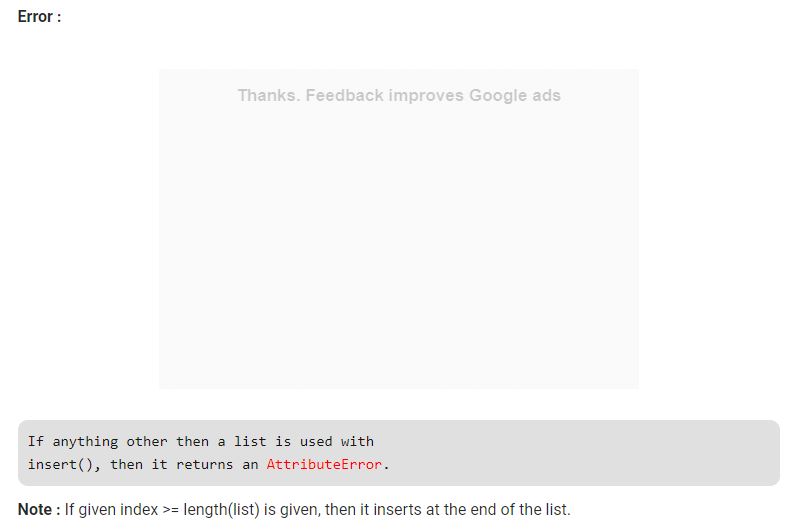 Error :
Thanks. Feedback improves Google ads
If anything other then a list is used with
insert(), then it returns an AttributeError.
Note : If given index >= length(list) is given, then it inserts at the end of the list.